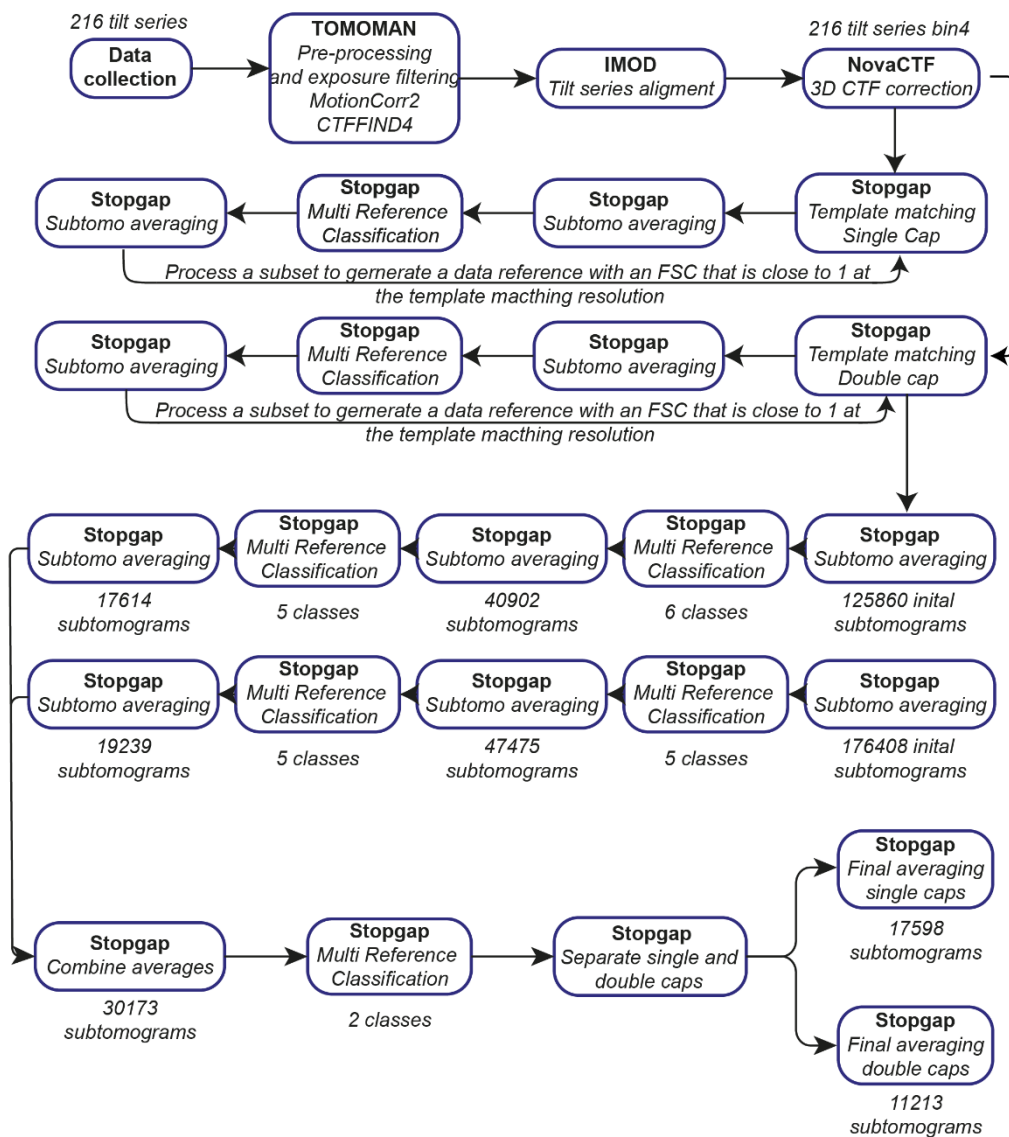 216 tilt series
Data
collection
TOMOMAN
Pre-processing
and exposure filtering
MotionCorr2
CTFFIND4
IMOD
Tilt series aligment
216 tilt series bin4
NovaCTF
3D CTF correction
Stopgap
Subtomo averaging
Stopgap
Multi Reference
Classification
Stopgap
Subtomo averaging
Stopgap
Template matching
Single Cap
Process a subset to gernerate a data reference with an FSC that is close to 1 at
the template macthing resolution
Stopgap
Subtomo averaging
Stopgap
Multi Reference
Classification
Stopgap
Subtomo averaging
Stopgap
Template matching
Double cap
Process a subset to gernerate a data reference with an FSC that is close to 1 at
the template macthing resolution
Stopgap
Subtomo averaging
17614
subtomograms
Stopgap
Multi Reference
Classification
5 classes
Stopgap
Subtomo averaging
40902
subtomograms
Stopgap
Multi Reference
Classification
6 classes
Stopgap
Subtomo averaging
125860 inital
subtomograms
Stopgap
Subtomo averaging
19239
subtomograms
Stopgap
Multi Reference
Classification
5 classes
Stopgap
Subtomo averaging
47475
subtomograms
Stopgap
Multi Reference
Classification
5 classes
Stopgap
Subtomo averaging
176408 inital
subtomograms
Stopgap
Combine averages
30173
subtomograms
Stopgap
Multi Reference
Classification
2 classes
Stopgap
Separate single and
double caps
Stopgap
Final averaging
single caps
17598
subtomograms
Stopgap
Final averaging
double caps
11213
subtomograms